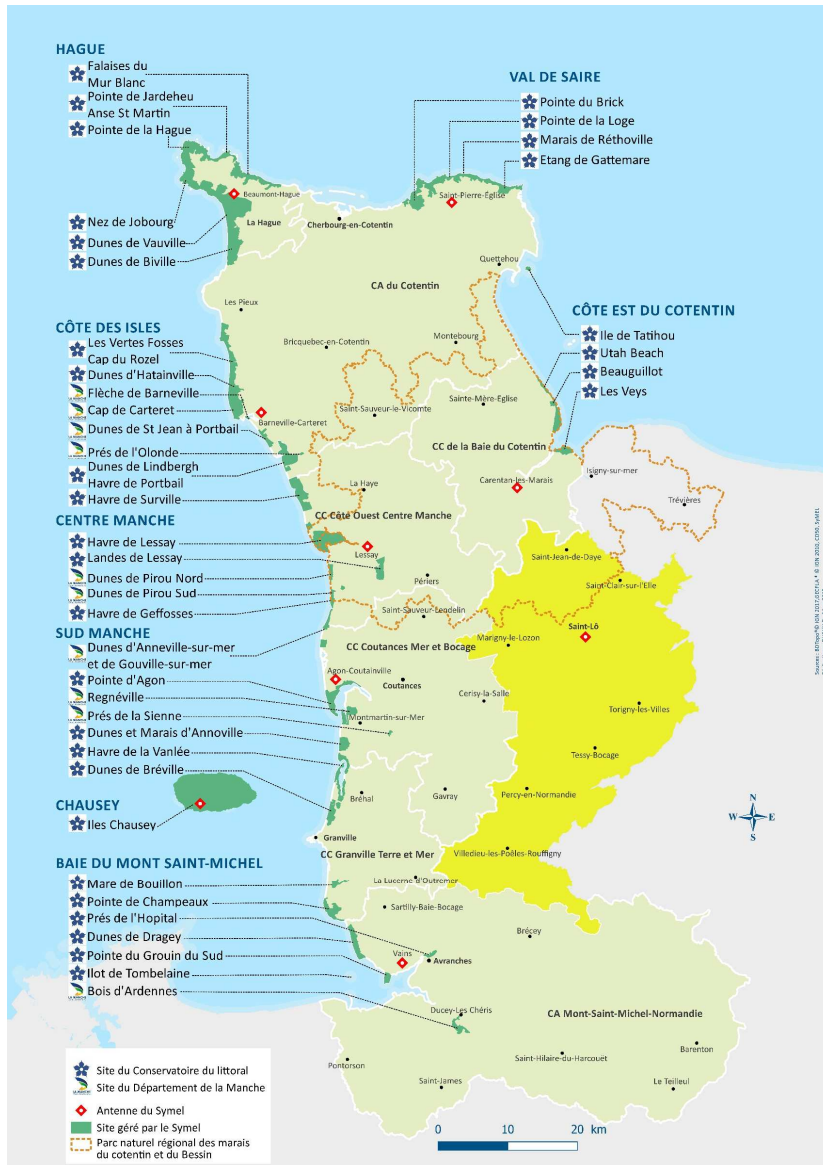 HAGUE
Falaises du
Mur Blanc
Pointe de Jardeheu
Anse St Martin
Pointe de la Hague
Nez de Jobourg
Dunes de Vauville
Dunes de Biville
VAL DE SAIRE
Pointe du Brick
Pointe de la Loge
Marais de Réthoville
Etang de Gattemare
CÔTE EST DU COTENTIN
Ile de Tatihou
Utah Beach
Beauguillot
Les Veys
CÔTE DES ISLES
Les Vertes Fosses
Cap du Rozel
Dunes d'Hatainville
Flèche de Barneville
Cap de Carteret
Dunes de St Jean à Portbail
Prés de l'Olonde
Dunes de Lindbergh
Havre de Portbail
Havre de Surville
CENTRE MANCHE
Havre de Lessay
Landes de Lessay
Dunes de Pirou Nord
Dunes de Pirou Sud
Havre de Geffosses
SUD MANCHE
Dunes d'Anneville-sur-mer
et de Gouville-sur-mer
Pointe d'Agon
Regnéville
Prés de la Sienne
Dunes et Marais d'Annoville
Havre de la Vanlée
Dunes de Bréville
CHAUSEY
Iles Chausey
BAIE DU MONT SAINT-MICHEL
Mare de Bouillon
Pointe de Champeaux
Prés de l'Hopital
Dunes de Dragey
Pointe du Grouin du Sud
Ilot de Tombelaine
Bois d'Ardennes
Beaumont-Hague
La Hague
Cherbourg-en-Cotentin
Saint-Pierre-Église
Quettehou
CA du Cotentin
Les Pieux
Bricquebec-en-Cotentin
Montebourg
Saint-Sauveur-le-Vicomte
Sainte-Mère-Église
Barneville-Carteret
CC de la Baie du Cotentin
La Haye
Carentan-les-Marais
Isigny-sur-mer
Trévières
CC Côte Ouest Centre Manche
Lessay
Périers
Saint-Jean-de-Daye
Saint-Clair-sur-l'Elle
Saint-Sauveur-Lendelin
Saint-Lô
Marigny-le-Lozon
CC Coutances Mer et Bocage
Agon-Coutainville
Coutances
Cerisy-la-Salle
Montmartin-sur-Mer
Torigny-les-Villes
Tessy-Bocage
Bréhal
Gavray
Percy-en-Normandie
Granville
CC Granville Terre et Mer
Villedieu-les-Poêles-Rouffigny
La Lucerne d'Outremer
Sartilly-Baie-Bocage
Brécey
Vains
Avranches
Ducey-Les Chéris
CA Mont-Saint-Michel-Normandie
Pontorson
Saint-James
Saint-Hilaire-du-Harcouët
Barenton
Le Teilleul
N
W E
S
Site du Conservatoire du littoral
Site du Département de la Manche
Antenne du Symel
Site géré par le Symel
Parc naturel régional des marais
du cotentin et du Bessin
0 10 20 km